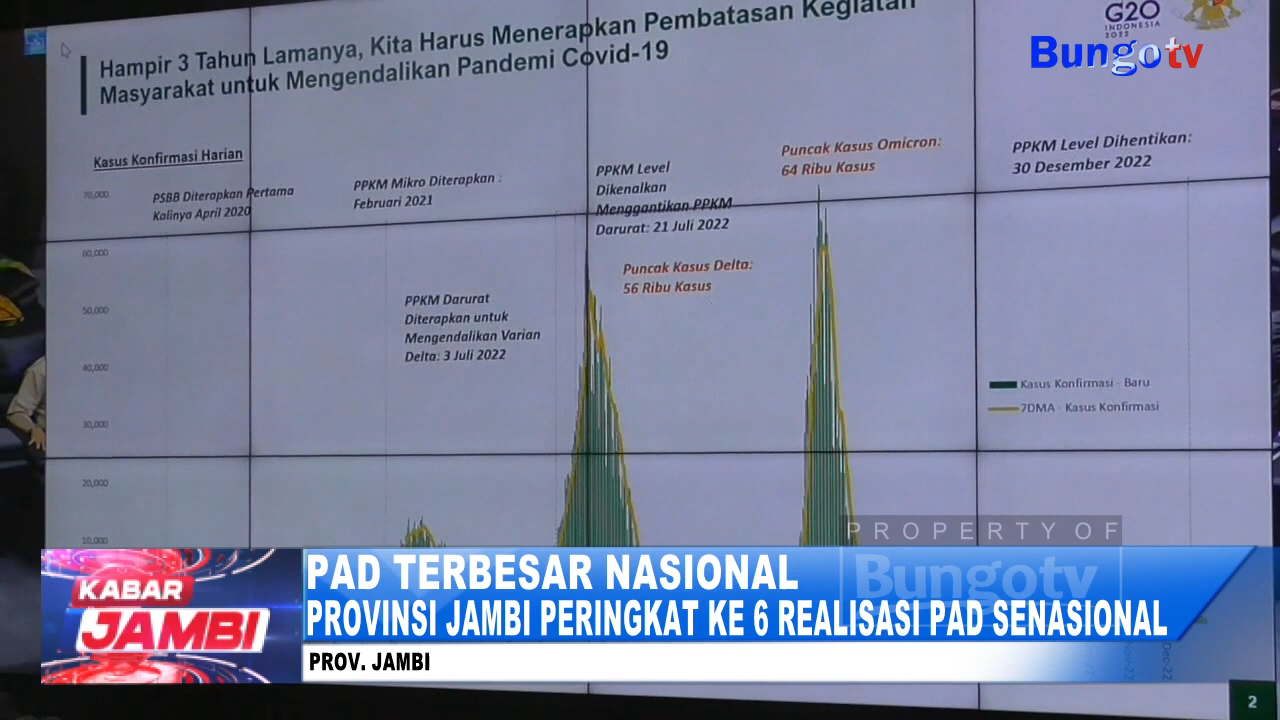 Hampir 3 Tahun Lamanya, Kita Harus Menerapkan Pembatasan Kegiatan
Masyarakat untuk Mengendalikan Pandemi Covid-19
G20
INDONESIA
2022
Bungotv
Kasus Konfirmasi Harian
PSBB Diterapkan Pertama
Kalinya April 2020
PPKM Mikro Diterapkan :
Februari 2021
PPKM Level
Dikenalkan
Menggantikan PPKM
Darurat: 21 Juli 2022
Puncak Kasus Omicron:
64 Ribu Kasus
PPKM Level Dihentikan:
30 Desember 2022
Puncak Kasus Delta:
56 Ribu Kasus
PPKM Darurat
Diterapkan untuk
Mengendalikan Varian
Delta: 3 Juli 2022
70,000
60,000
50,000
40,000
30,000
20,000
10,000
Kasus Konfirmasi - Baru
7DMA - Kasus Konfirmasi
PROPERTY OF
Bungotv
KABAR
JAMBI
PAD TERBESAR NASIONAL
PROVINSI JAMBI PERINGKAT KE 6 REALISASI PAD SENASIONAL
PROV. JAMBI
Nov-22
Dec-22
2